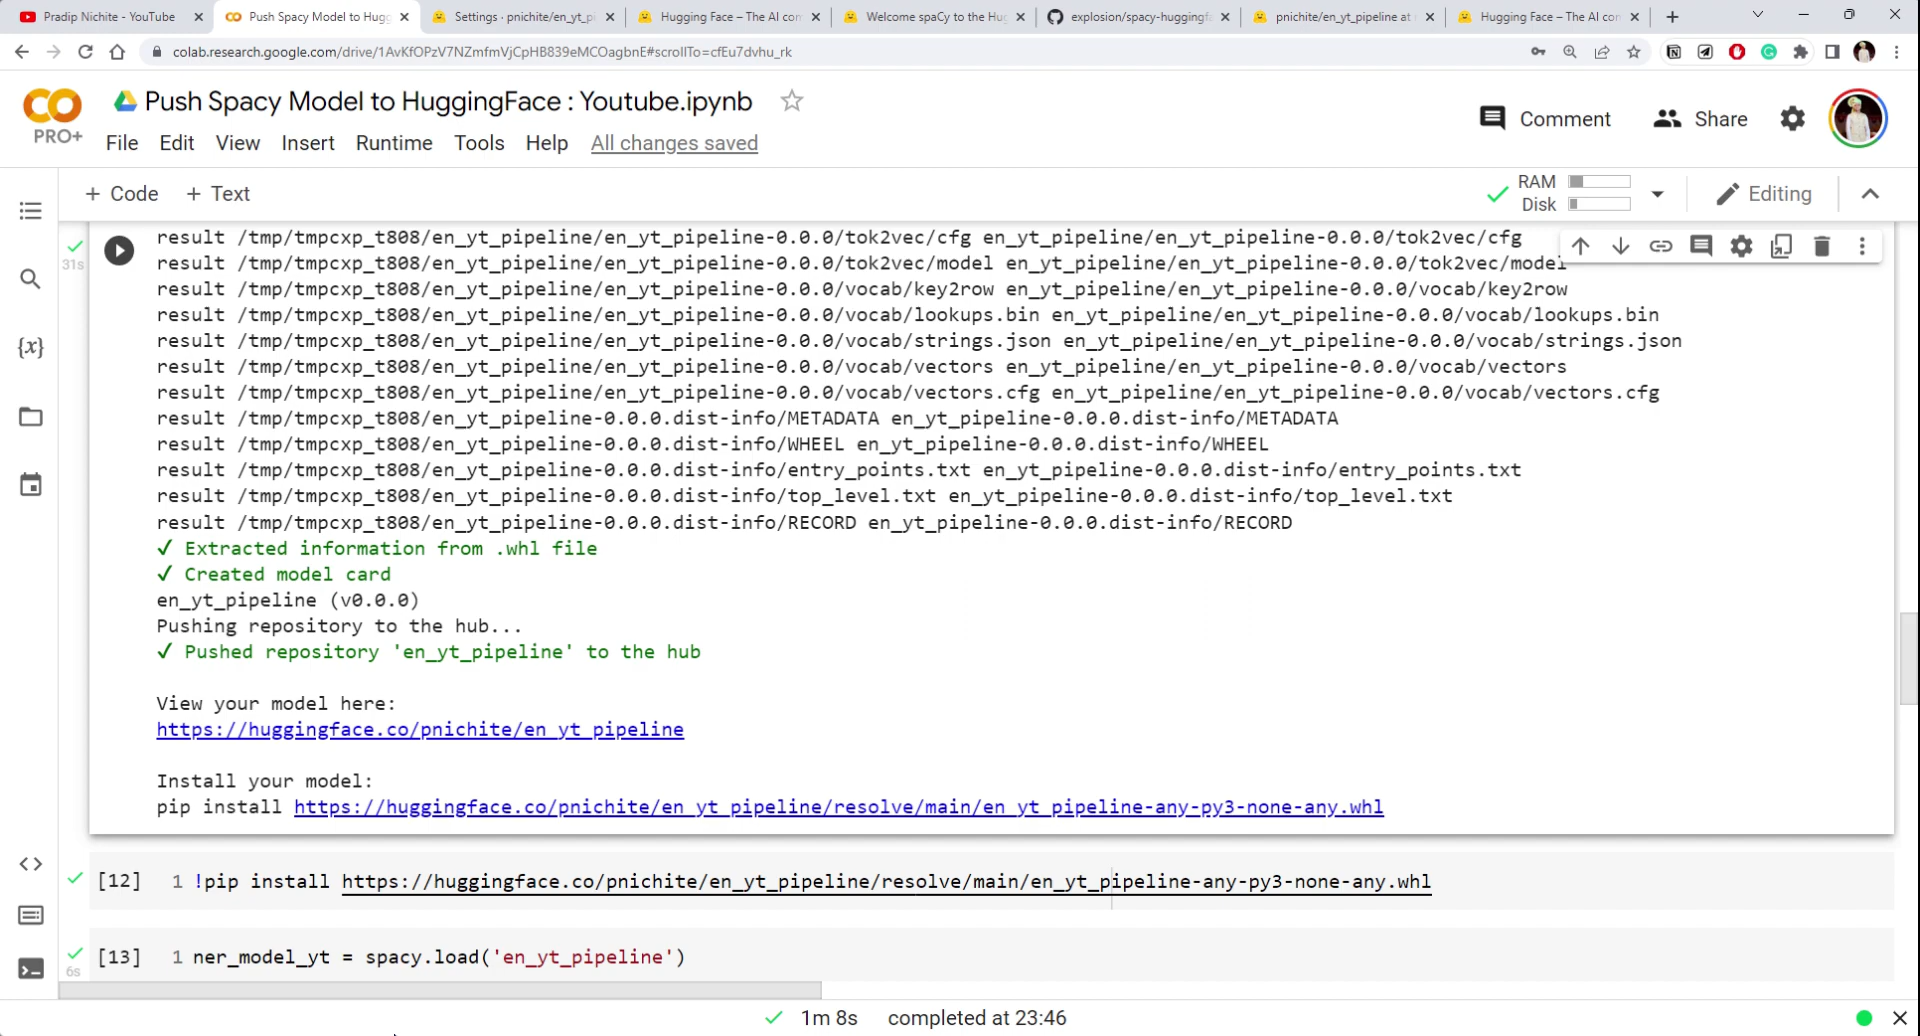 Pradip Nichite - YouTube
Push Spacy Model to Hugg
Settings · pnichite/en_yt_pi
Hugging Face – The AI com
Welcome spaCy to the Hug
explosion/spacy-huggingfa
pnichite/en_yt_pipeline at
Hugging Face – The AI com
colab.research.google.com/drive/1AvKfOPzV7NZmfmVjCpHB839eMCOagbnE#scrollTo=cfEu7dvhu_rk
CO
PRO+
Push Spacy Model to HuggingFace : Youtube.ipynb
Comment
Share
File Edit View Insert Runtime Tools Help All changes saved
+ Code + Text
RAM
Disk
Editing
31s
result /tmp/tmpcxp_t808/en_yt_pipeline/en_yt_pipeline-0.0.0/tok2vec/cfg en_yt_pipeline/en_yt_pipeline-0.0.0/tok2vec/cfg
result /tmp/tmpcxp_t808/en_yt_pipeline/en_yt_pipeline-0.0.0/tok2vec/model en_yt_pipeline/en_yt_pipeline-0.0.0/tok2vec/model
result /tmp/tmpcxp_t808/en_yt_pipeline/en_yt_pipeline-0.0.0/vocab/key2row en_yt_pipeline/en_yt_pipeline-0.0.0/vocab/key2row
result /tmp/tmpcxp_t808/en_yt_pipeline/en_yt_pipeline-0.0.0/vocab/lookups.bin en_yt_pipeline/en_yt_pipeline-0.0.0/vocab/lookups.bin
result /tmp/tmpcxp_t808/en_yt_pipeline/en_yt_pipeline-0.0.0/vocab/strings.json en_yt_pipeline/en_yt_pipeline-0.0.0/vocab/strings.json
result /tmp/tmpcxp_t808/en_yt_pipeline/en_yt_pipeline-0.0.0/vocab/vectors en_yt_pipeline/en_yt_pipeline-0.0.0/vocab/vectors
result /tmp/tmpcxp_t808/en_yt_pipeline/en_yt_pipeline-0.0.0/vocab/vectors.cfg en_yt_pipeline/en_yt_pipeline-0.0.0/vocab/vectors.cfg
result /tmp/tmpcxp_t808/en_yt_pipeline-0.0.0.dist-info/METADATA en_yt_pipeline-0.0.0.dist-info/METADATA
result /tmp/tmpcxp_t808/en_yt_pipeline-0.0.0.dist-info/WHEEL en_yt_pipeline-0.0.0.dist-info/WHEEL
result /tmp/tmpcxp_t808/en_yt_pipeline-0.0.0.dist-info/entry_points.txt en_yt_pipeline-0.0.0.dist-info/entry_points.txt
result /tmp/tmpcxp_t808/en_yt_pipeline-0.0.0.dist-info/top_level.txt en_yt_pipeline-0.0.0.dist-info/top_level.txt
result /tmp/tmpcxp_t808/en_yt_pipeline-0.0.0.dist-info/RECORD en_yt_pipeline-0.0.0.dist-info/RECORD
✓ Extracted information from .whl file
✓ Created model card
en_yt_pipeline (v0.0.0)
Pushing repository to the hub...
✓ Pushed repository 'en_yt_pipeline' to the hub
View your model here:
https://huggingface.co/pnichite/en_yt_pipeline
Install your model:
pip install https://huggingface.co/pnichite/en_yt_pipeline/resolve/main/en_yt_pipeline-any-py3-none-any.whl
[12] 1 !pip install https://huggingface.co/pnichite/en_yt_pipeline/resolve/main/en_yt_pipeline-any-py3-none-any.whl
[13] 1 ner_model_yt = spacy.load('en_yt_pipeline')
6s
1m 8s completed at 23:46